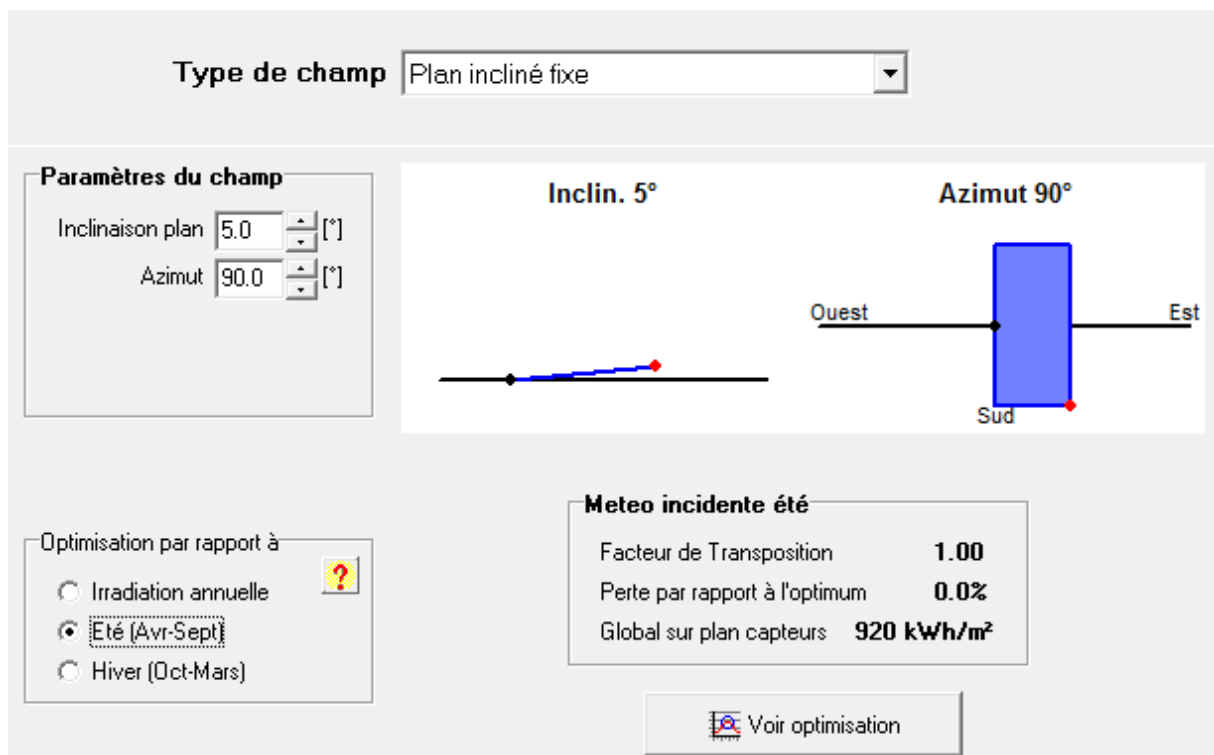 Type de champ Plan incliné fixe
Paramètres du champ
Inclinaison plan 5.0 [°]
Azimut 90.0 [°]
Inclin. 5°
Azimut 90°
Ouest
Est
Sud
Optimisation par rapport à
?
Irradiation annuelle
Eté (Avr-Sept)
Hiver (Oct-Mars)
Meteo incidente été
Facteur de Transposition 1.00
Perte par rapport à l'optimum 0.0%
Global sur plan capteurs 920 kWh/m²
Voir optimisation